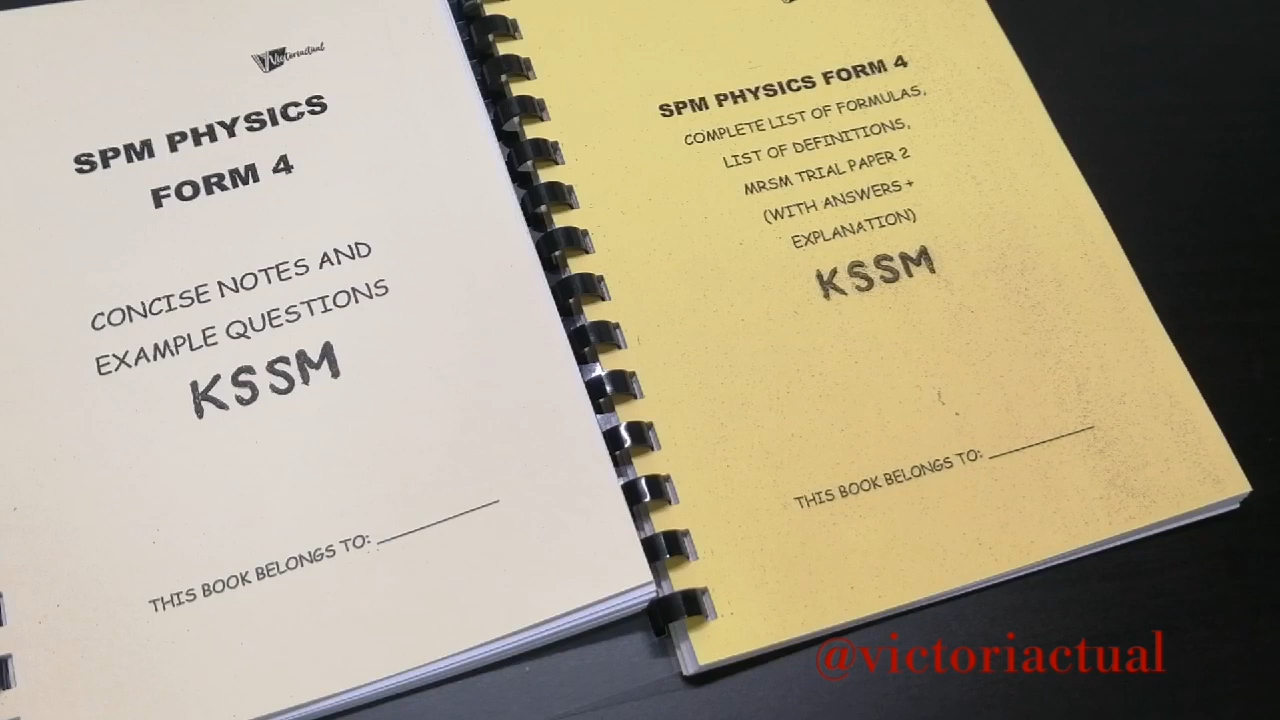 Victoriactual
SPM PHYSICS
FORM 4
CONCISE NOTES AND
EXAMPLE QUESTIONS
KSSM
THIS BOOK BELONGS TO:
SPM PHYSICS FORM 4
COMPLETE LIST OF FORMULAS,
LIST OF DEFINITIONS,
MRSM TRIAL PAPER 2
(WITH ANSWERS +
EXPLANATION)
KSSM
THIS BOOK BELONGS TO:
@victoriactual